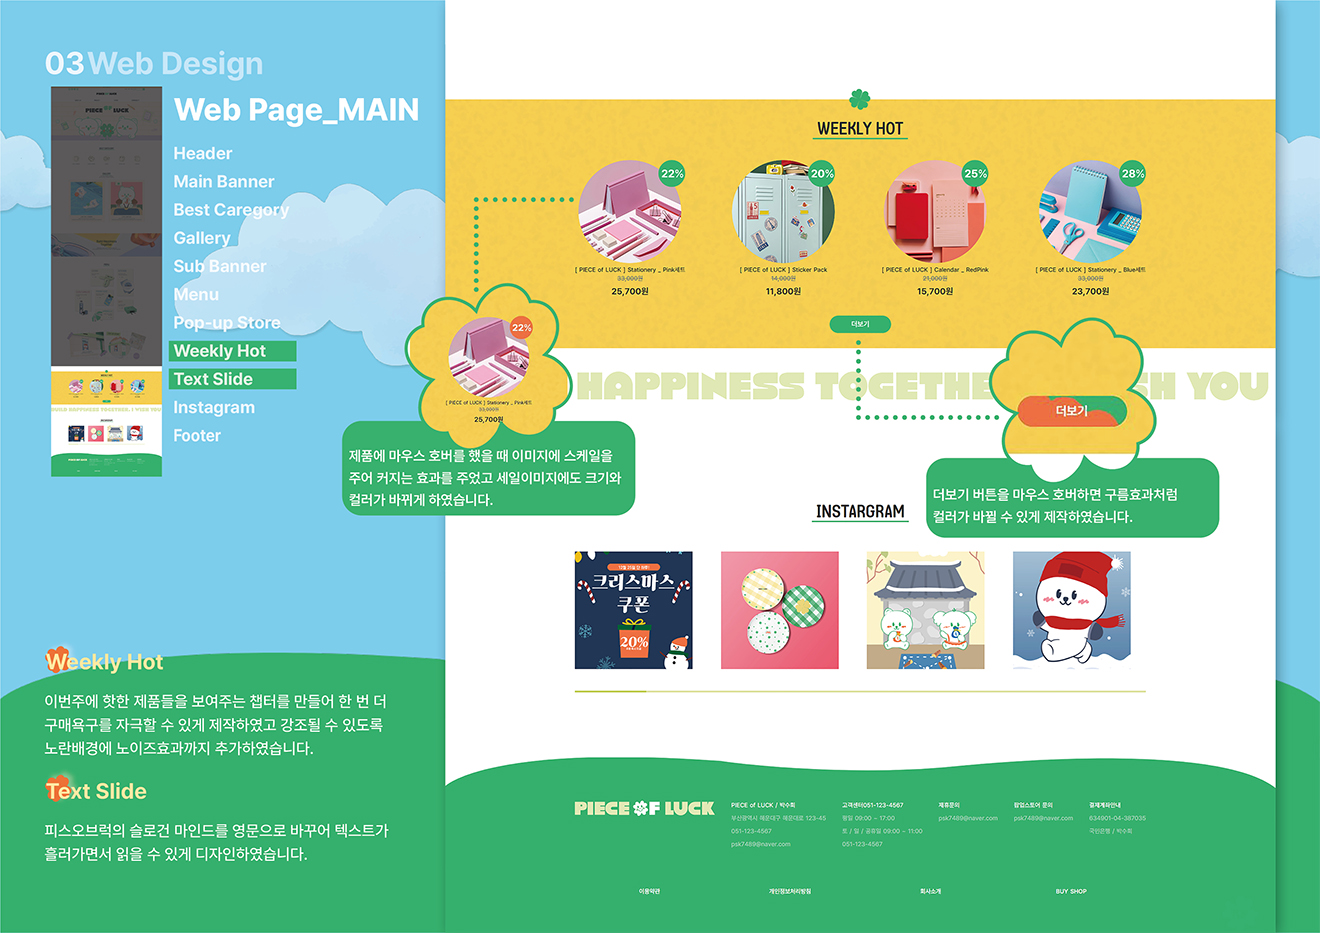 03 Web Design
Web Page_MAIN
Header
Main Banner
Best Caregory
Gallery
Sub Banner
Menu
Pop-up Store
Weekly Hot
Text Slide
Instagram
Footer
Weekly Hot
이번주에 핫한 제품들을 보여주는 챕터를 만들어 한 번 더
구매욕구를 자극할 수 있게 제작하였고 강조될 수 있도록
노란배경에 노이즈효과까지 추가하였습니다.
Text Slide
피스오브럭의 슬로건 마인드를 영문으로 바꾸어 텍스트가
흘러가면서 읽을 수 있게 디자인하였습니다.
WEEKLY HOT
22%
20%
25%
28%
[ PIECE of LUCK ] Stationery _ Pink세트
33,000원
25,700원
[ PIECE of LUCK ] Sticker Pack
14,000원
11,800원
[ PIECE of LUCK ] Calendar _ RedPink
21,000원
15,700원
[ PIECE of LUCK ] Stationery _ Blue세트
33,000원
23,700원
더보기
22%
[ PIECE of LUCK ] Stationery _ Pink세트
33,000원
25,700원
제품에 마우스 호버를 했을 때 이미지에 스케일을
주어 커지는 효과를 주었고 세일이미지에도 크기와
컬러가 바뀌게 하였습니다.
HAPPINESS TOGETHE SH YOU
더보기
더보기 버튼을 마우스 호버하면 구름효과처럼
컬러가 바뀔 수 있게 제작하였습니다.
INSTARGRAM
크리스마스
쿠폰
20%
PIECE OF LUCK
PIECE of LUCK / 박수희
부산광역시 해운대구 해운대로 123-45
051-123-4567
psk7489@naver.com
고객센터051-123-4567
평일 09:00 ~ 17:00
토 / 일 / 공휴일 09:00 ~ 11:00
051-123-4567
제휴문의
psk7489@naver.com
팝업스토어 문의
psk7489@naver.com
결제계좌안내
634901-04-387035
국민은행 / 박수희
이용약관
개인정보처리방침
회사소개
BUY SHOP